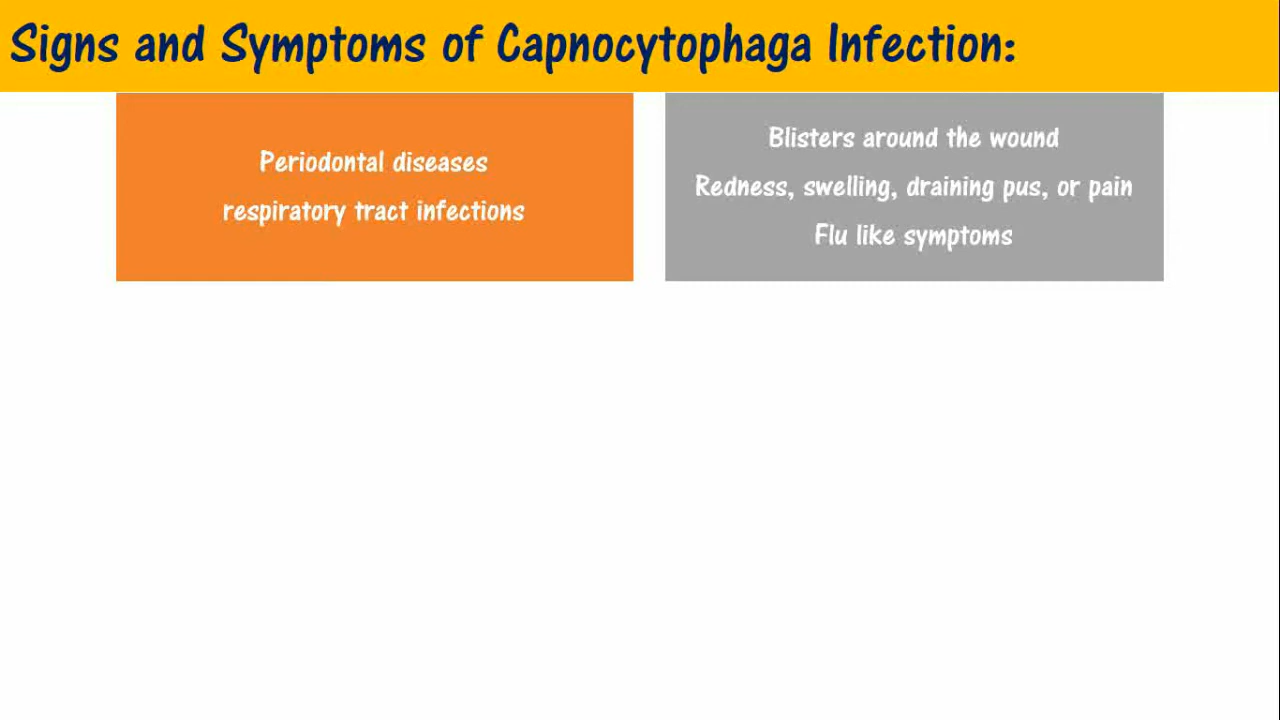 Signs and Symptoms of Capnocytophaga Infection:
Periodontal diseases
respiratory tract infections
Blisters around the wound
Redness, swelling, draining pus, or pain
Flu like symptoms